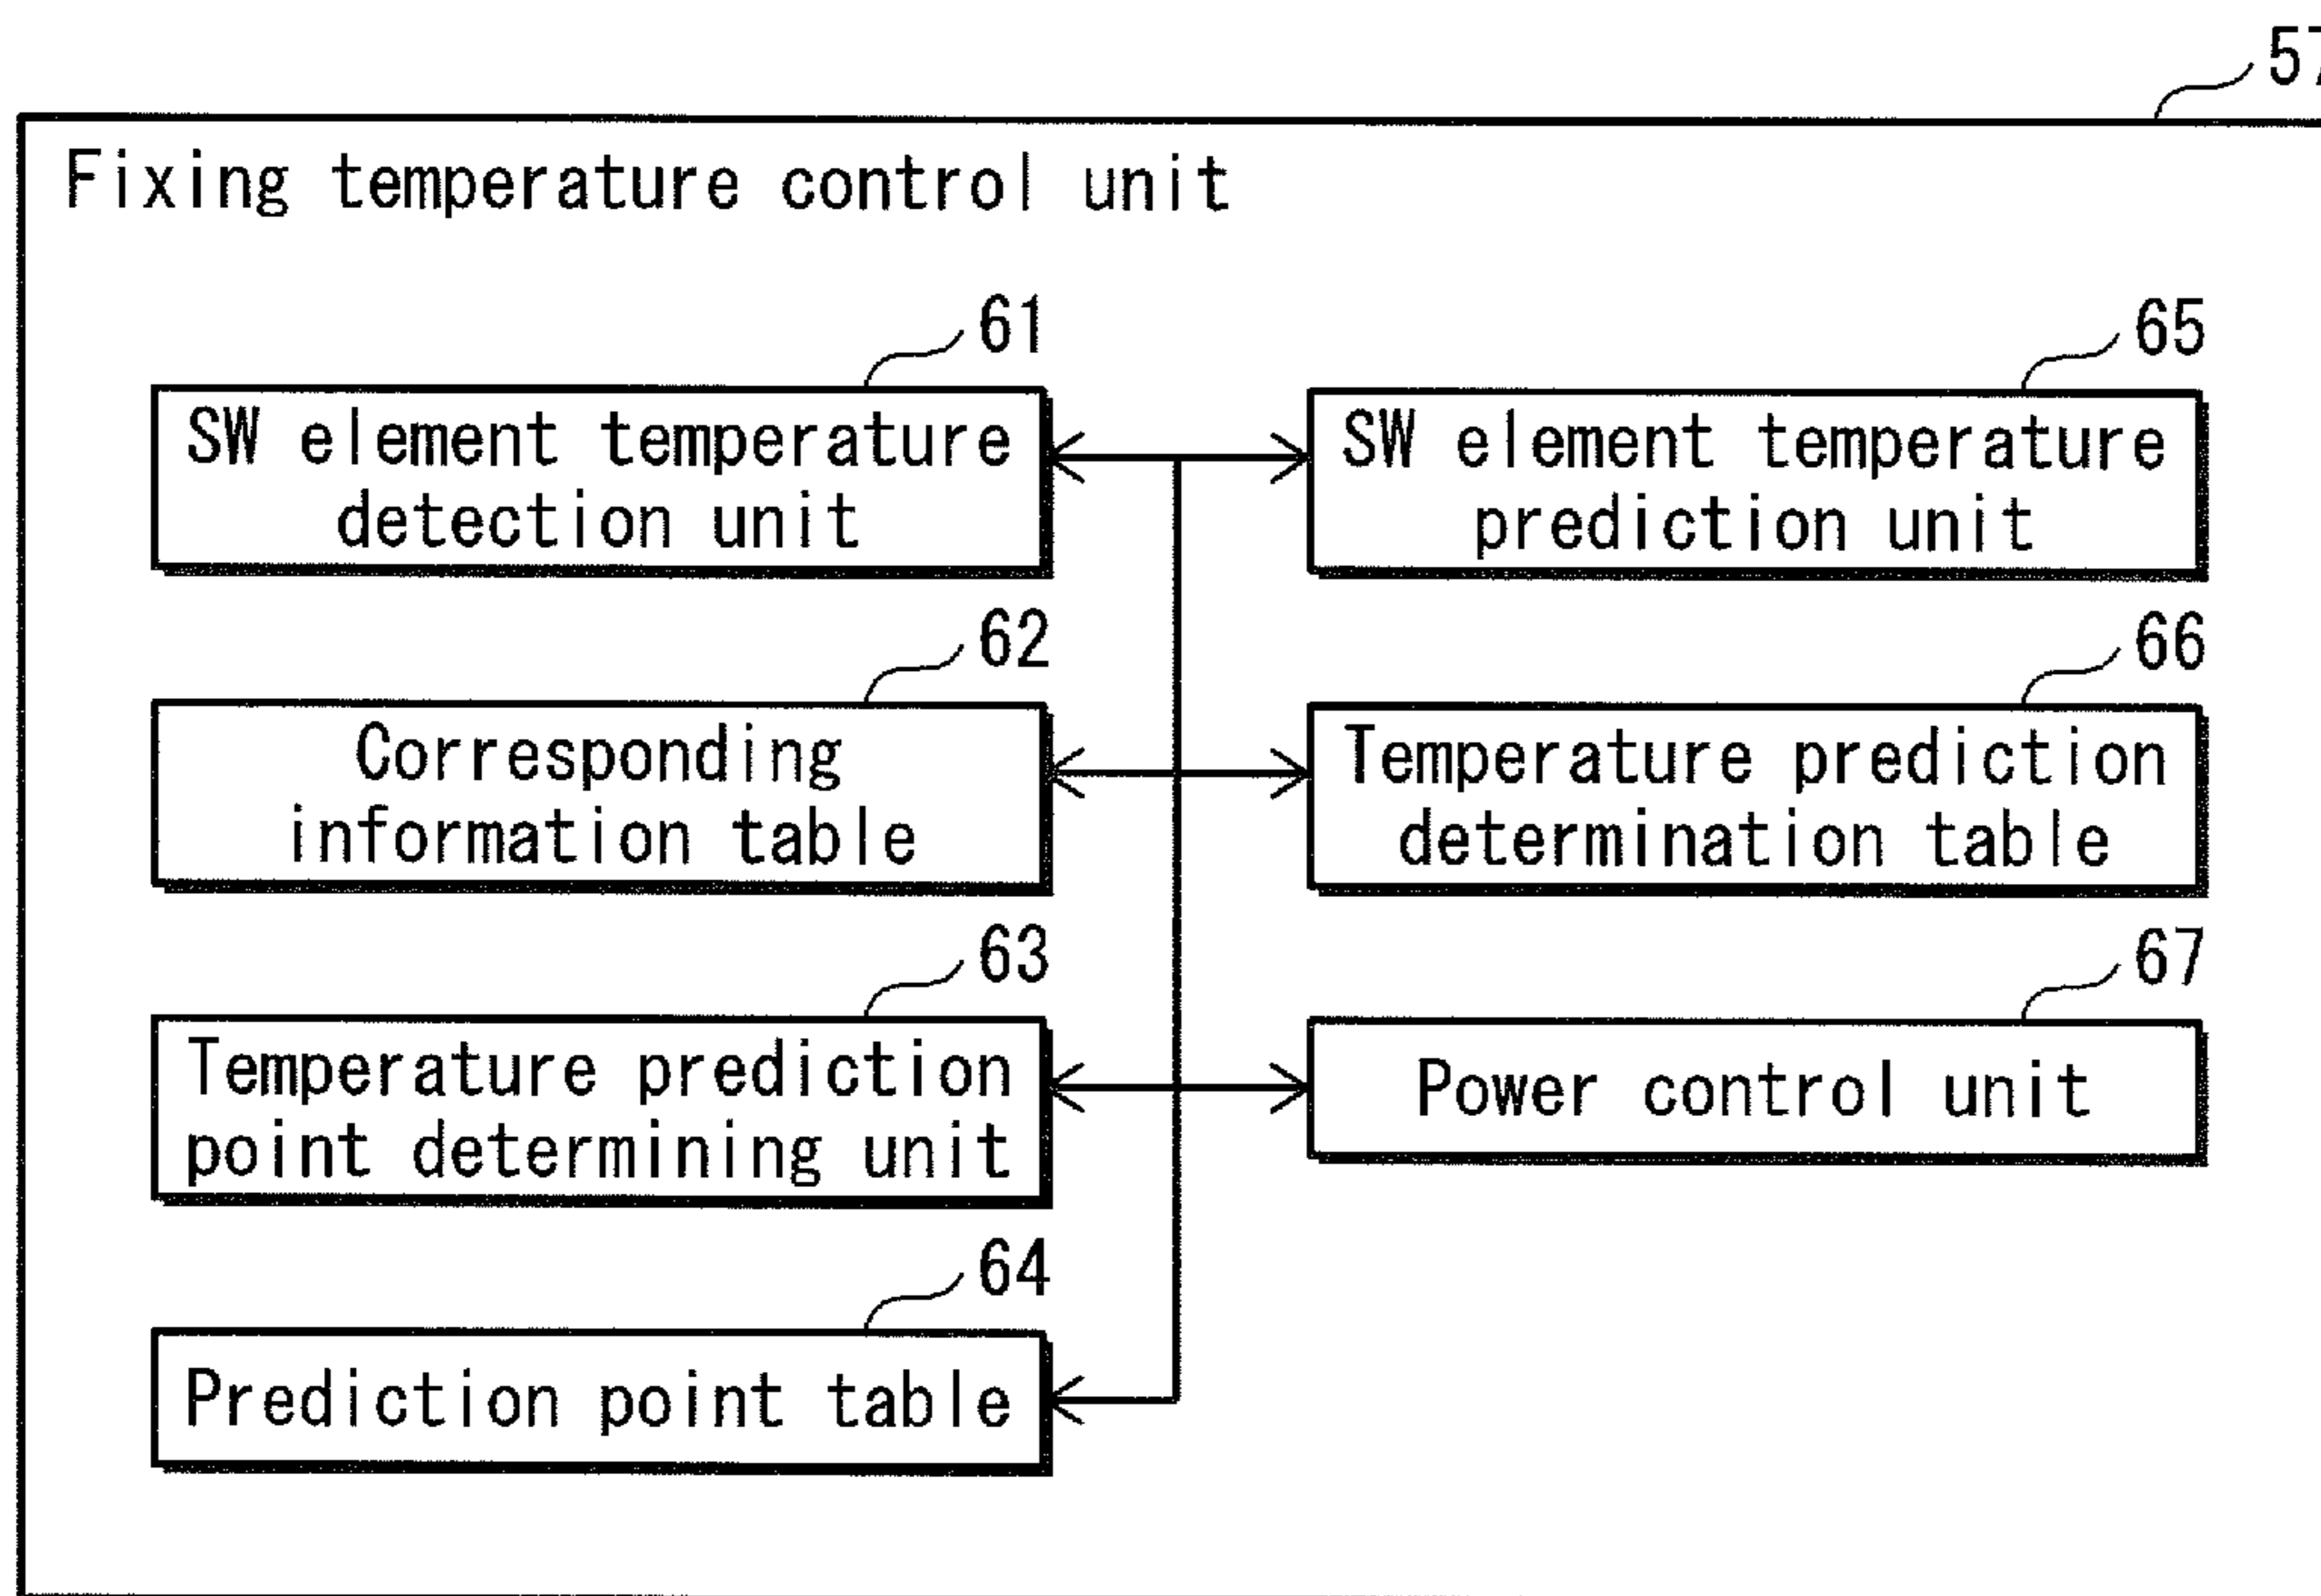 57
Fixing temperature control unit
61
SW element temperature
detection unit
65
SW element temperature
prediction unit
62
Corresponding
information table
66
Temperature prediction
determination table
63
Temperature prediction
point determining unit
67
Power control unit
64
Prediction point table